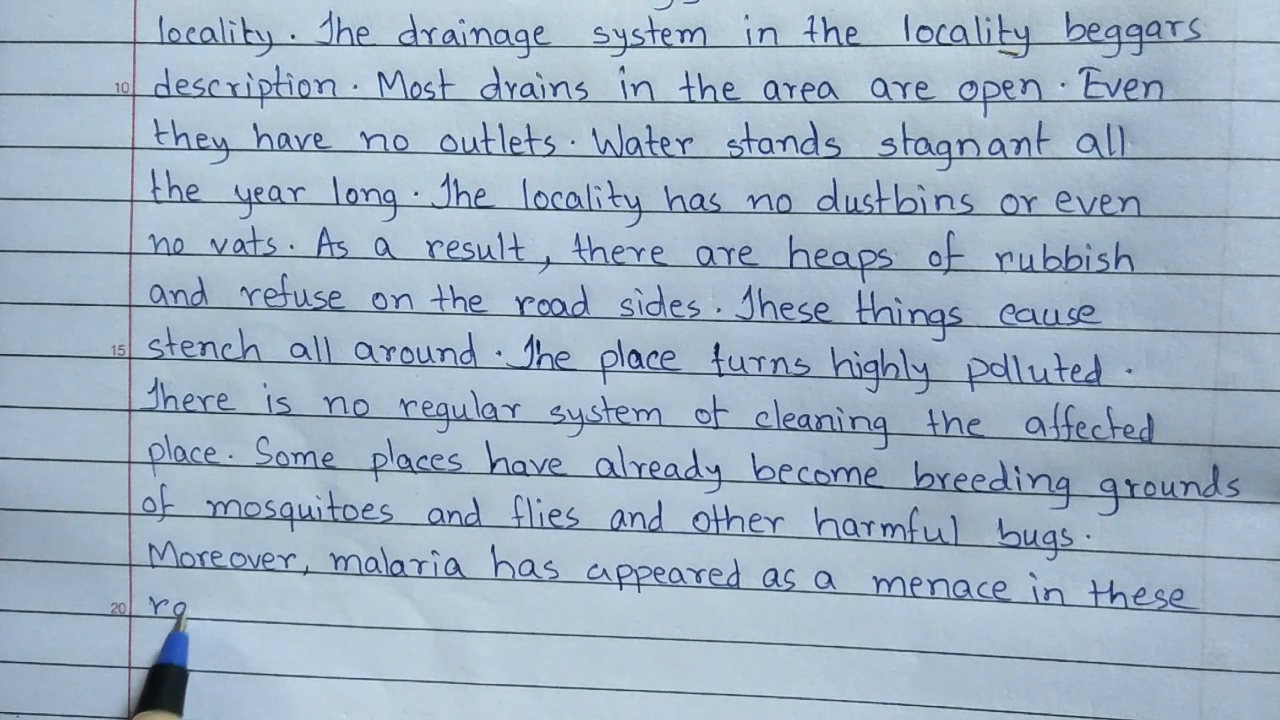 locality. The drainage system in the locality beggars
10 description. Most drains in the area are open. Even
they have no outlets. Water stands stagnant all
the year long. The locality has no dustbins or even
no vats. As a result, there are heaps of rubbish
and refuse on the road sides. These things cause
15 stench all around. The place turns highly polluted.
There is no regular system of cleaning the affected
place. Some places have already become breeding grounds
of mosquitoes and flies and other harmful bugs.
Moreover, malaria has appeared as a menace in these
20